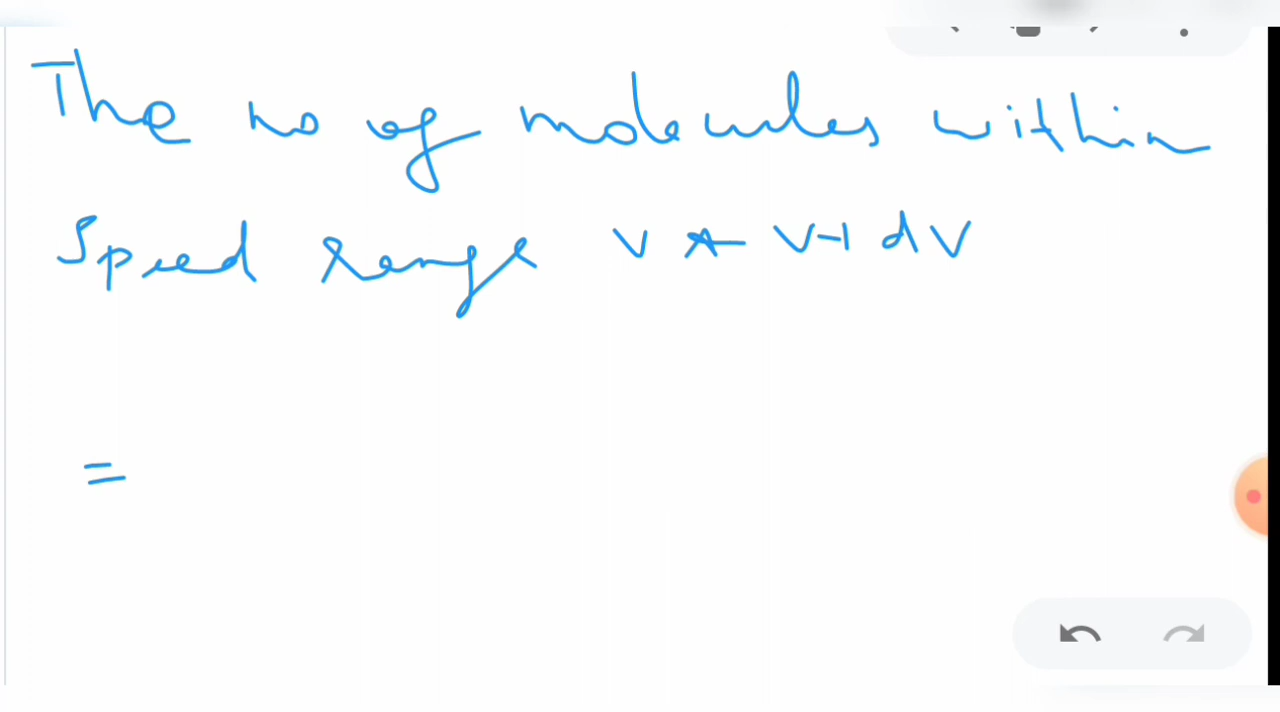 The no of molecules within
Speed range v to v+dv
=